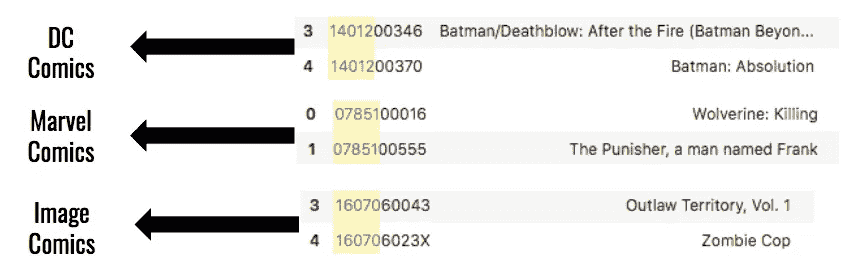 DC
Comics
3 1401200346 Batman/Deathblow: After the Fire (Batman Beyon...
4 1401200370 Batman: Absolution
Marvel
Comics
0 0785100016 Wolverine: Killing
1 0785100555 The Punisher, a man named Frank
Image
Comics
3 1607060043 Outlaw Territory, Vol. 1
4 160706023X Zombie Cop